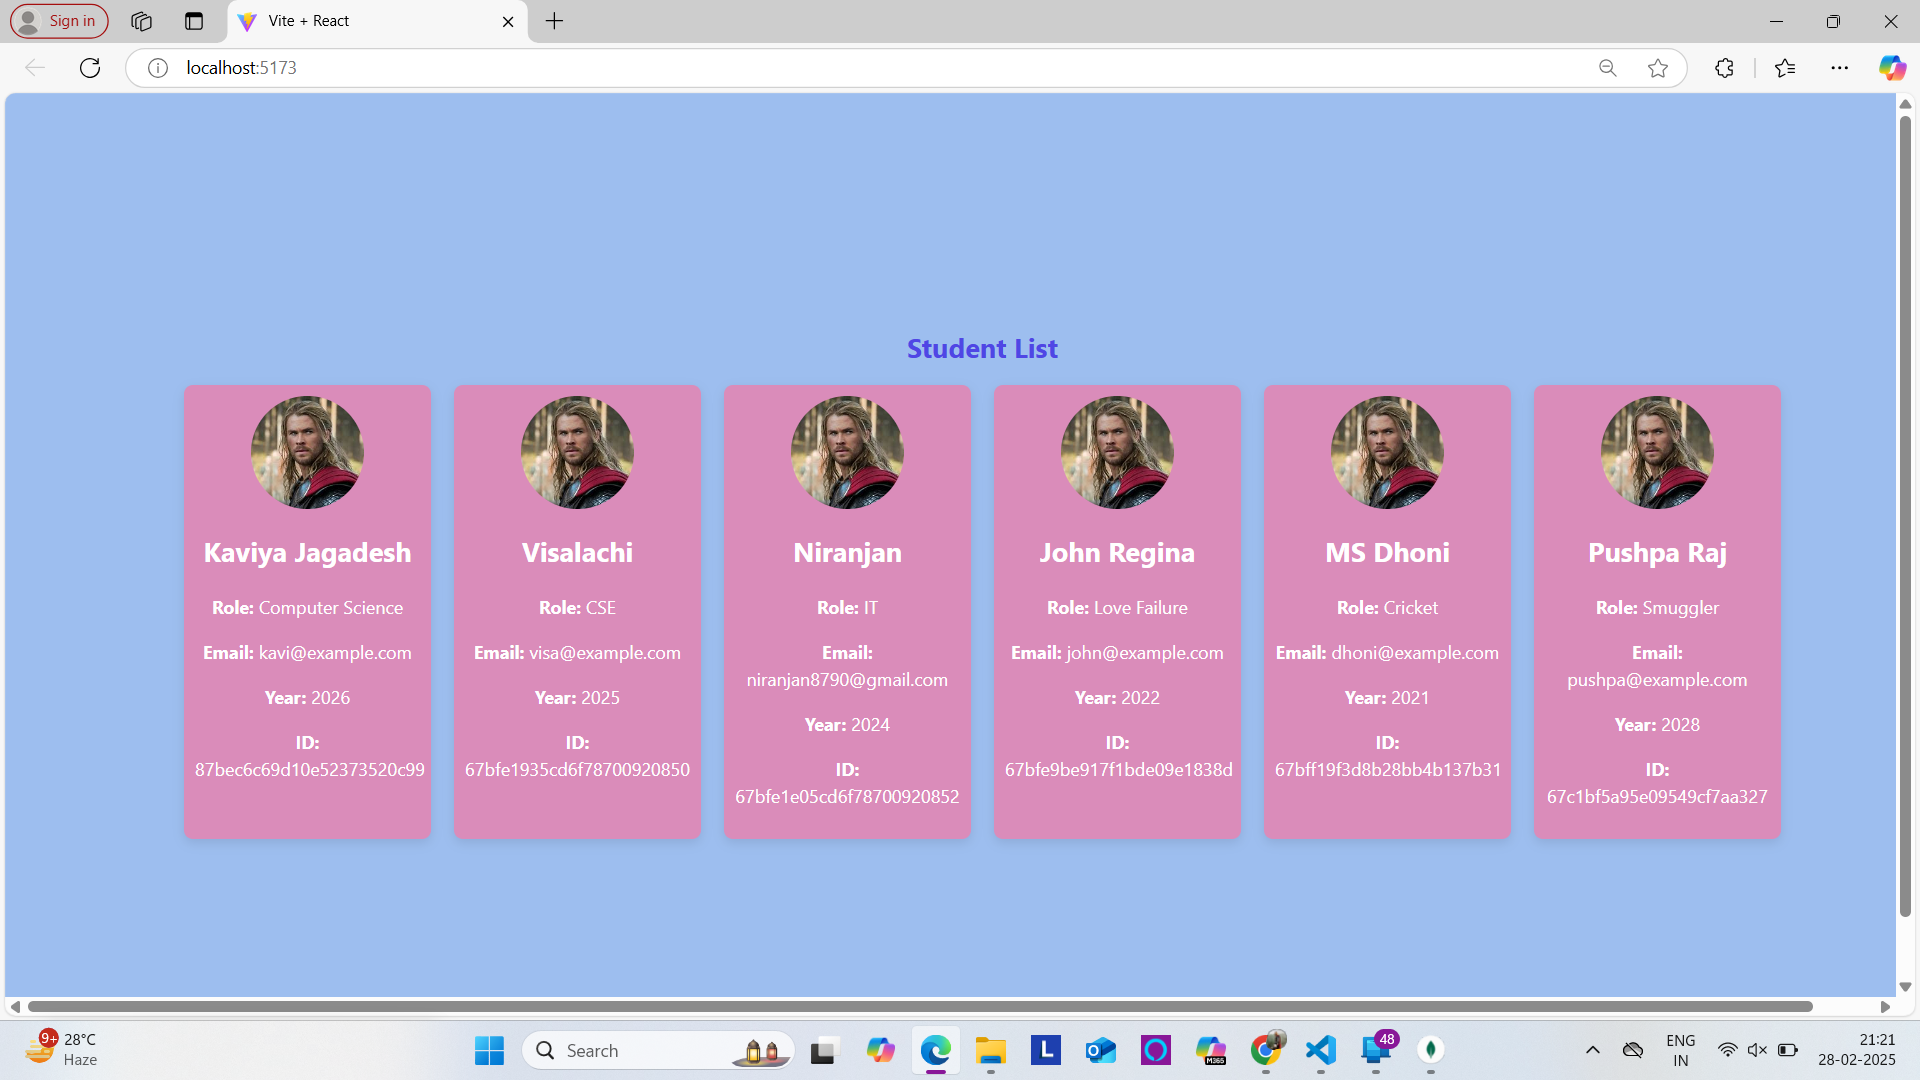 Sign in
Vite + React
localhost:5173
Student List
Kaviya Jagadesh
Role: Computer Science
Email: kavi@example.com
Year: 2026
ID:
87bec6c69d10e52373520c99
Visalachi
Role: CSE
Email: visa@example.com
Year: 2025
ID:
67bfe1935cd6f78700920850
Niranjan
Role: IT
Email:
niranjan8790@gmail.com
Year: 2024
ID:
67bfe1e05cd6f78700920852
John Regina
Role: Love Failure
Email: john@example.com
Year: 2022
ID:
67bfe9be917f1bde09e1838d
MS Dhoni
Role: Cricket
Email: dhoni@example.com
Year: 2021
ID:
67bff19f3d8b28bb4b137b31
Pushpa Raj
Role: Smuggler
Email:
pushpa@example.com
Year: 2028
ID:
67c1bf5a95e09549cf7aa327
9+
28°C
Haze
Search
L
O
M365
48
ENG
IN
21:21
28-02-2025